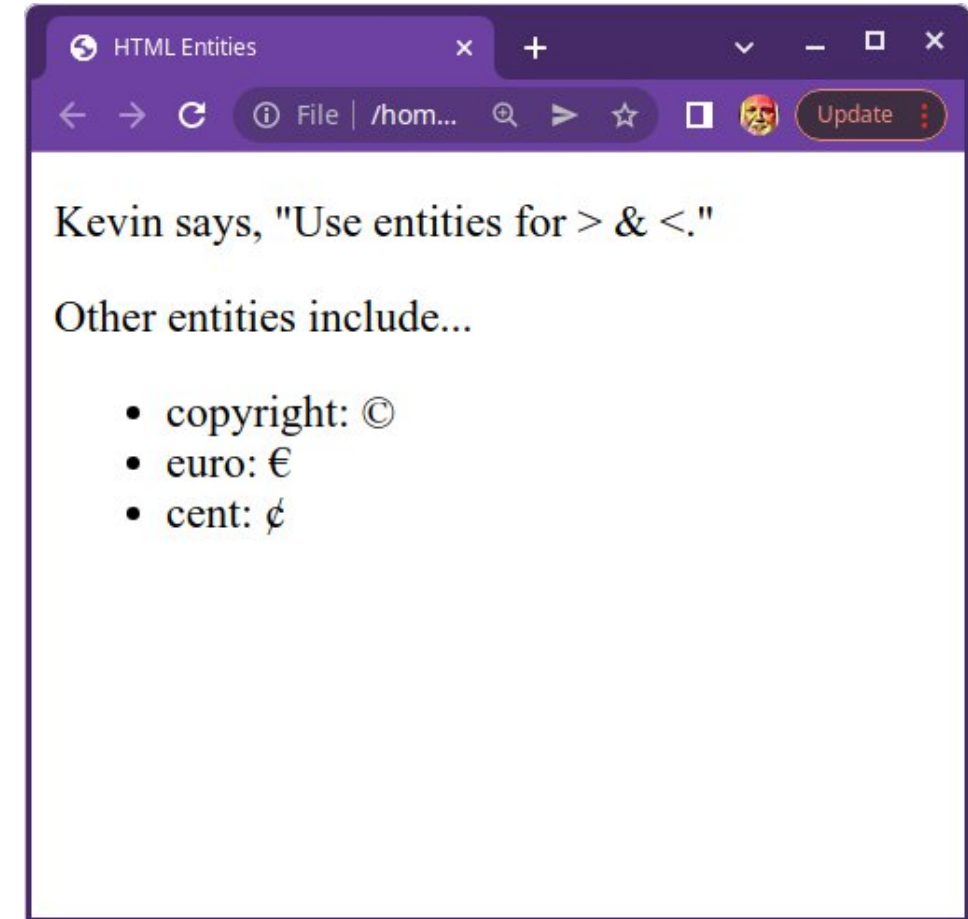 HTML Entities
File /hom... Update
Kevin says, "Use entities for > & <."
Other entities include...
• copyright: ©
• euro: €
• cent: ¢